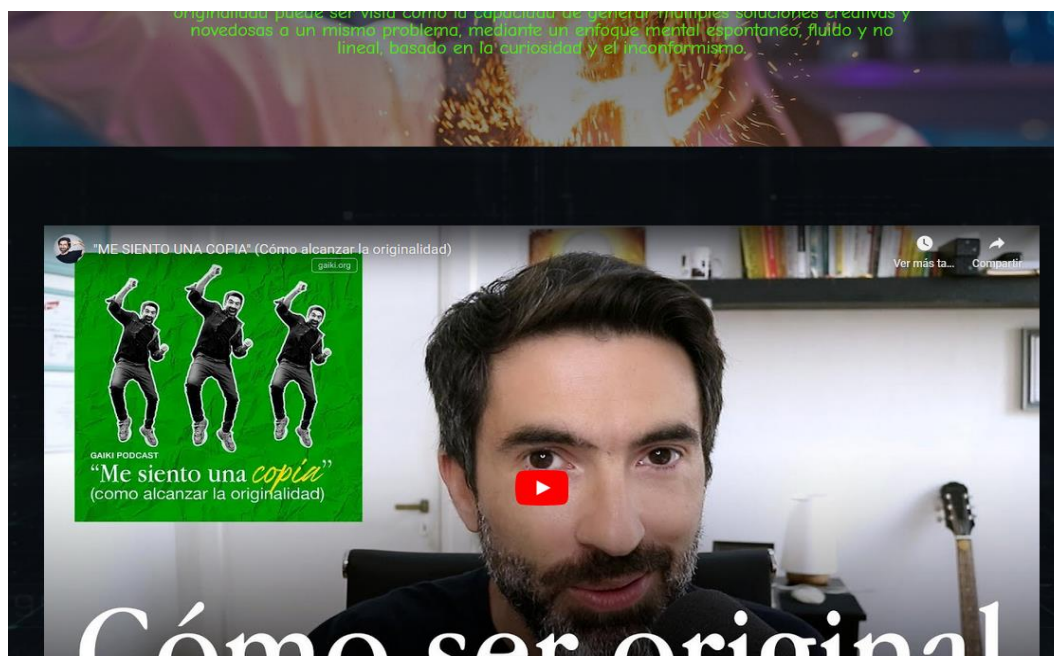 originalidad puede ser vista como la capacidad de generar múltiples soluciones creativas y
novedosas a un mismo problema, mediante un enfoque mental espontáneo, fluido y no
lineal, basado en la curiosidad y el inconformismo.
"ME SIENTO UNA COPIA" (Cómo alcanzar la originalidad)
Ver más ta...
Compartir
gaiki.org
GAIKI PODCAST
“Me siento una copia”
(como alcanzar la originalidad)
Cómo ser original